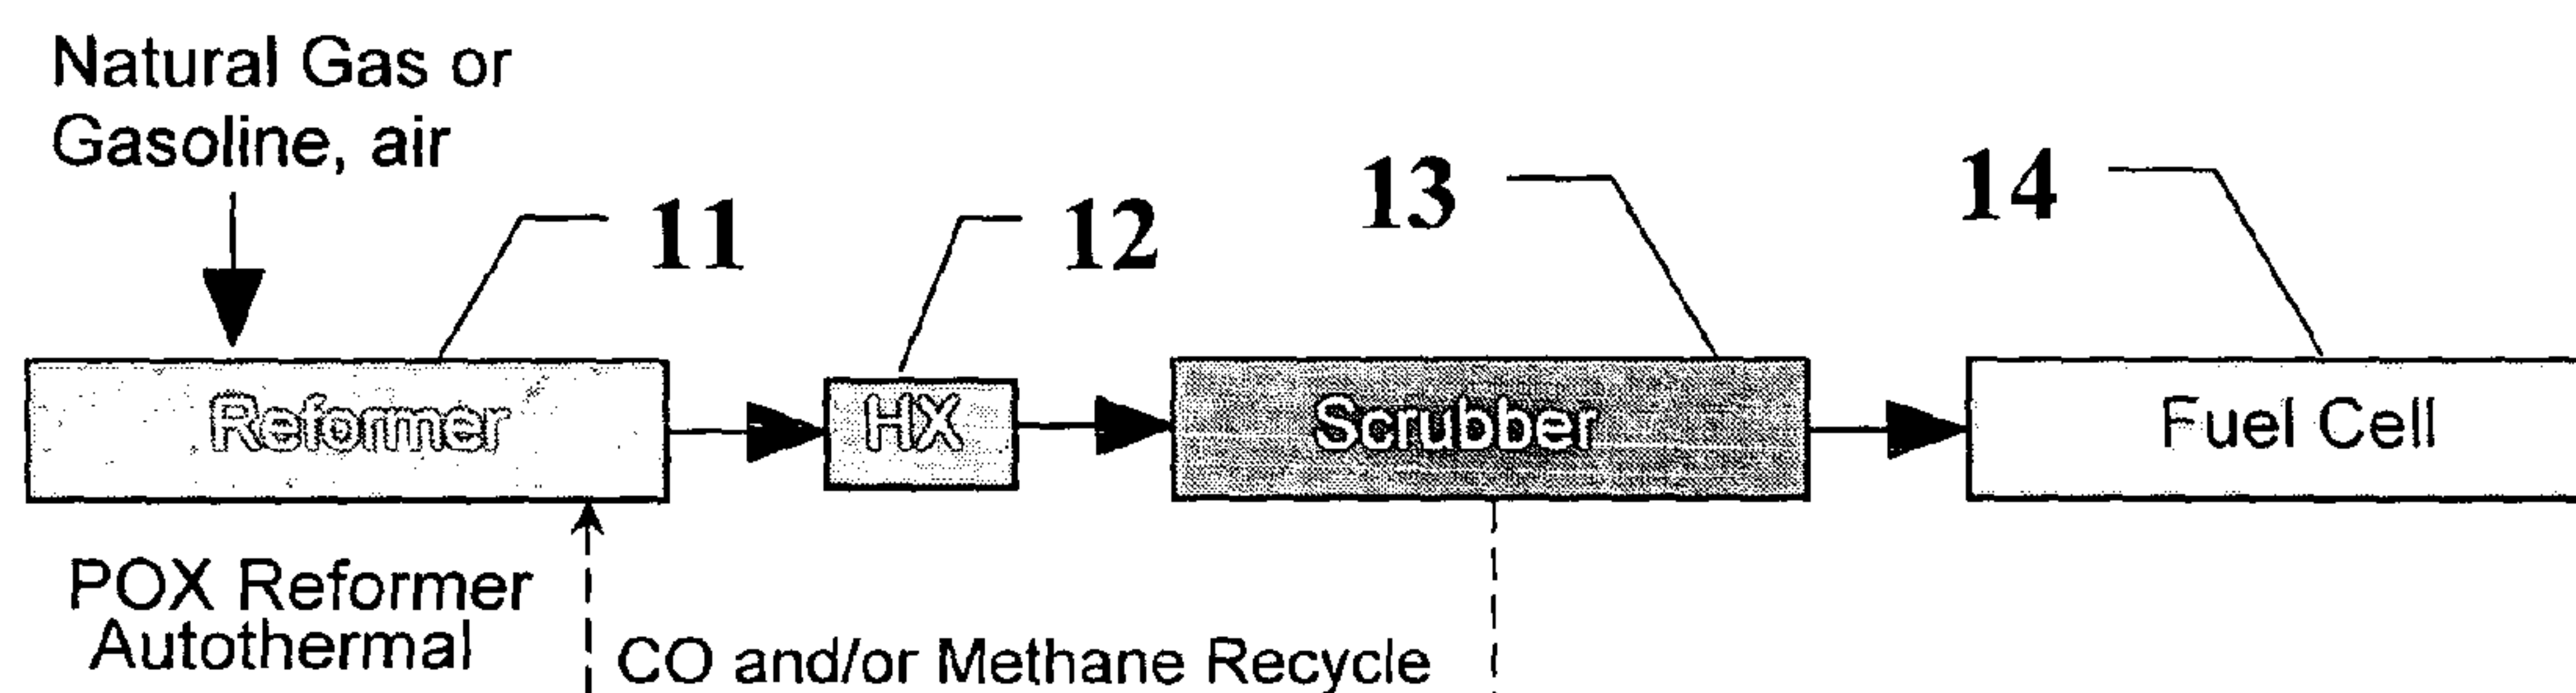 Natural Gas or
Gasoline, air
11
12
13
14
Reformer
HX
Scrubber
Fuel Cell
POX Reformer
Autothermal
CO and/or Methane Recycle